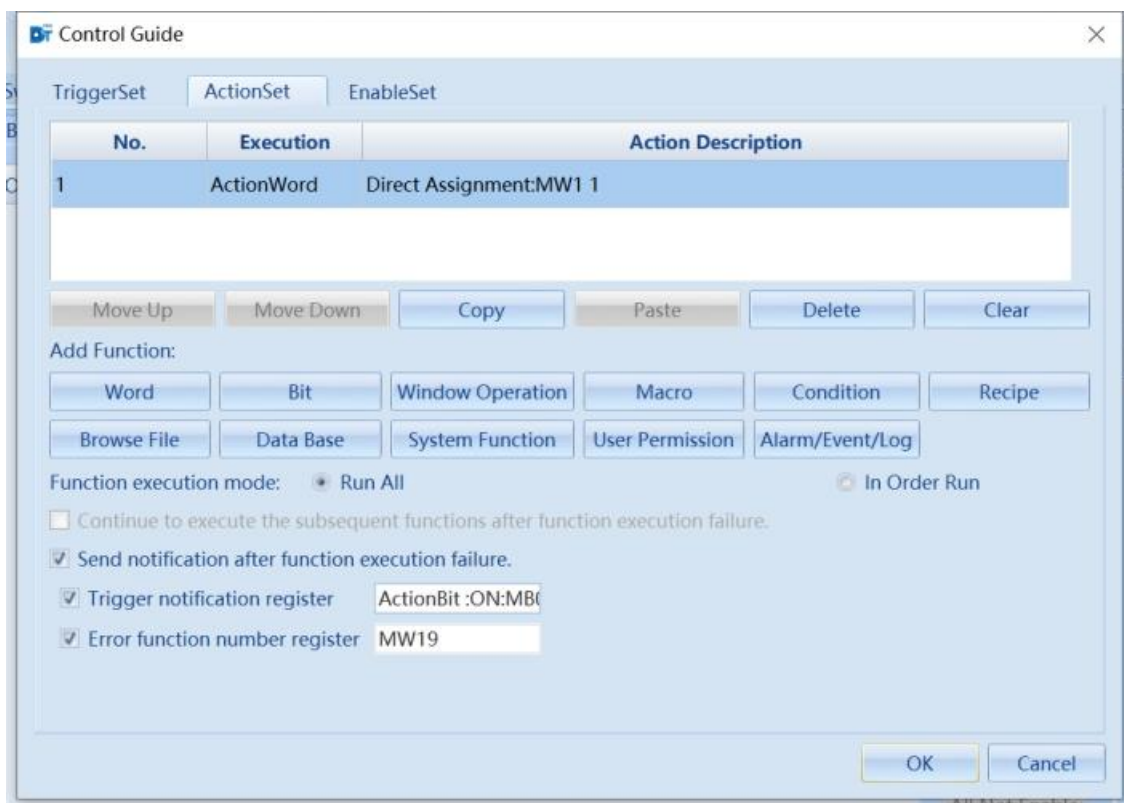 DT Control Guide
TriggerSet ActionSet EnableSet
No. Execution Action Description
1 ActionWord Direct Assignment:MW1 1
Move Up Move Down Copy Paste Delete Clear
Add Function:
Word Bit Window Operation Macro Condition Recipe
Browse File Data Base System Function User Permission Alarm/Event/Log
Function execution mode: Run All In Order Run
Continue to execute the subsequent functions after function execution failure.
Send notification after function execution failure.
Trigger notification register ActionBit :ON:MB
Error function number register MW19
OK Cancel